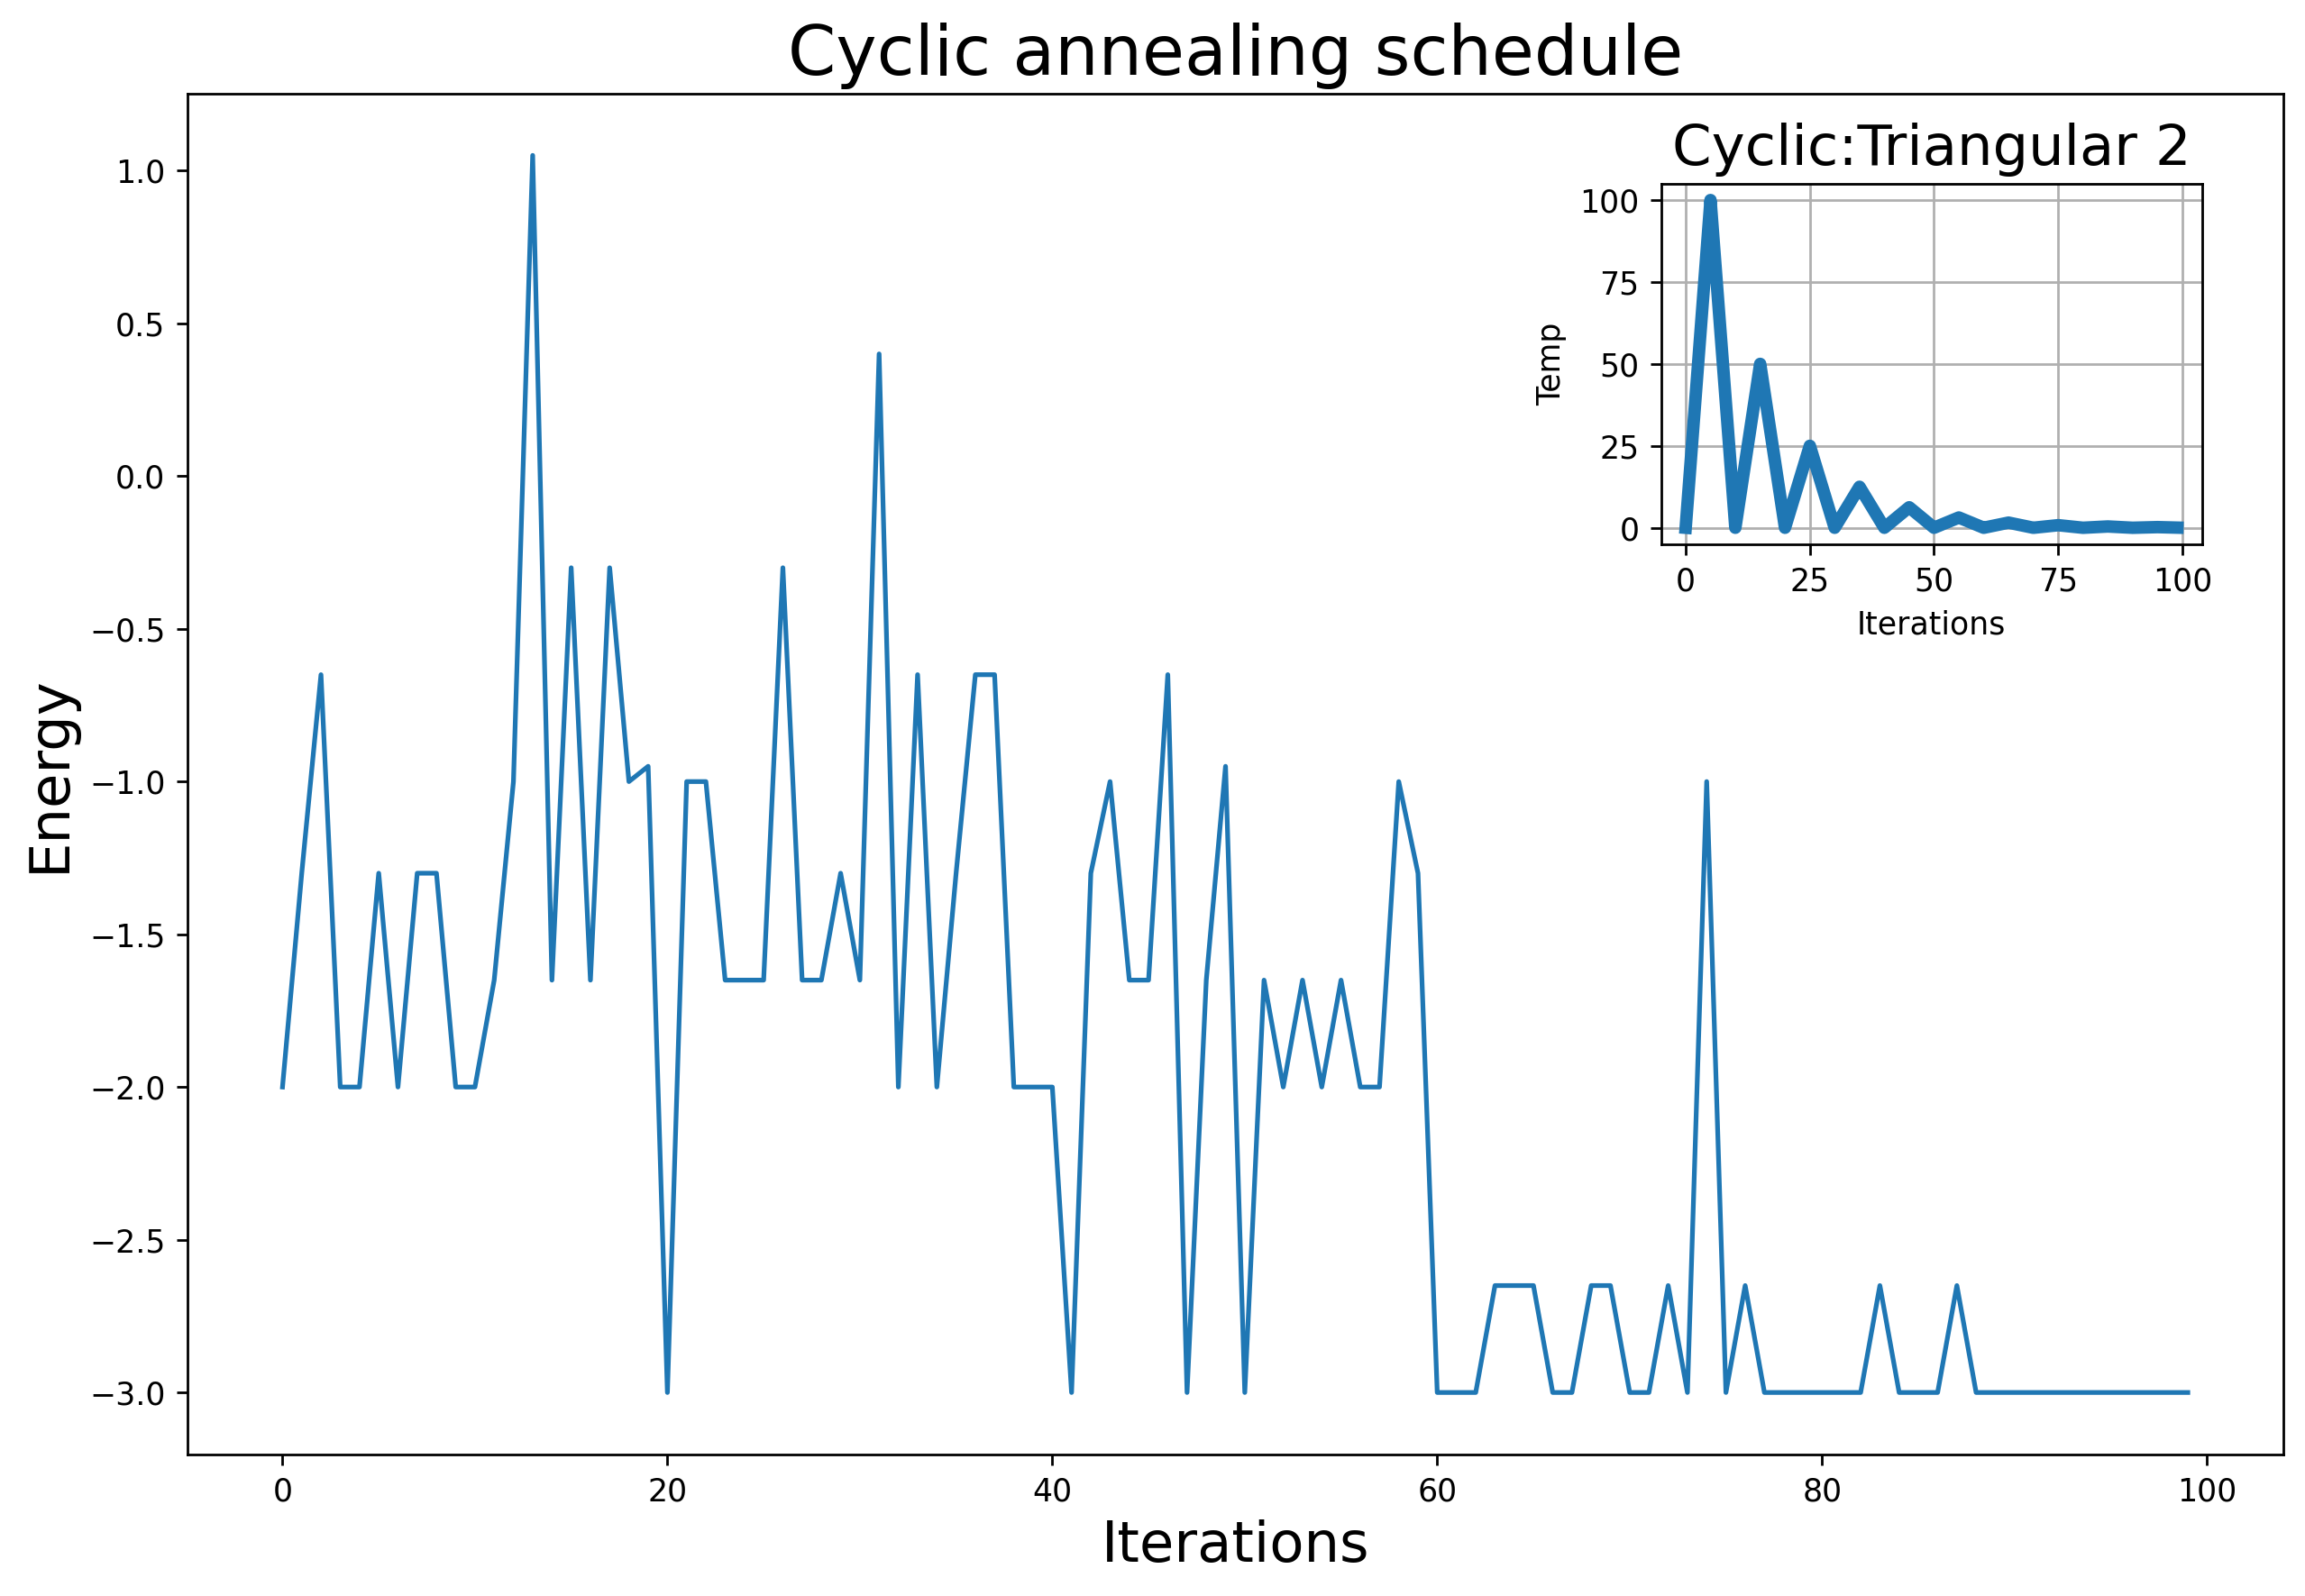 Cyclic annealing schedule
Cyclic:Triangular 2
100
75
50
25
0
Temp
0 25 50 75 100
Iterations
1.0
0.5
0.0
−0.5
−1.0
−1.5
−2.0
−2.5
−3.0
Energy
0 20 40 60 80 100
Iterations